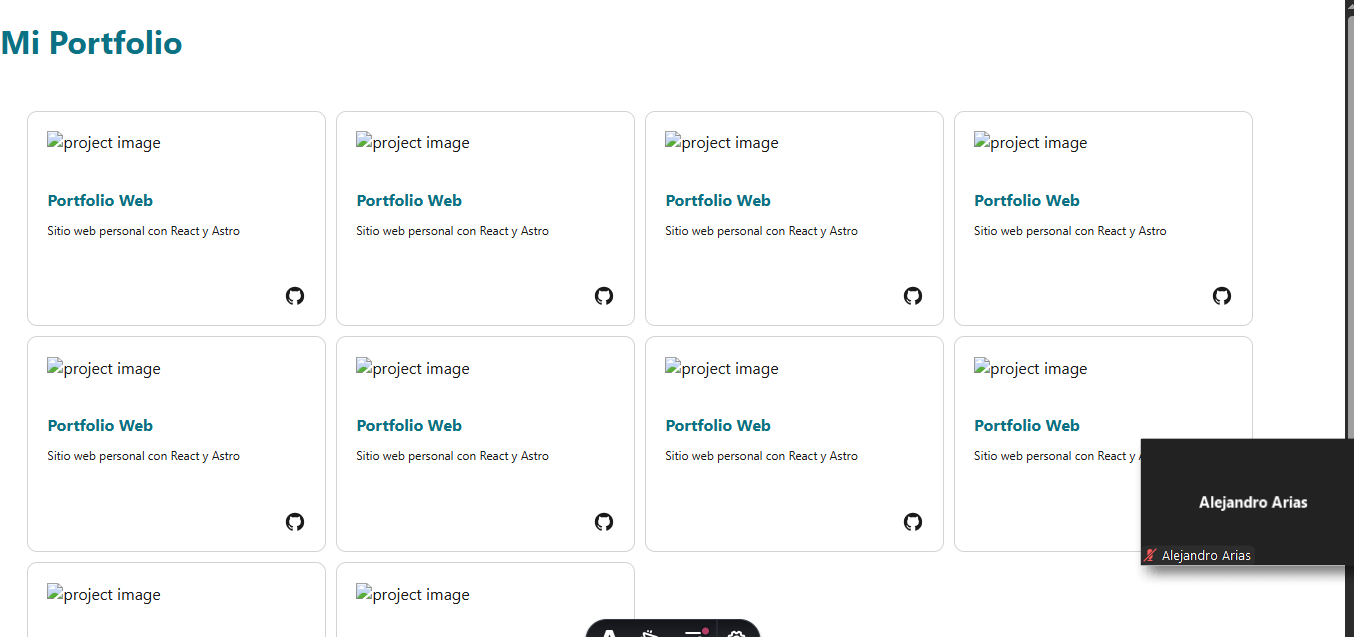 Mi Portfolio
project image project image project image project image
Portfolio Web Portfolio Web Portfolio Web Portfolio Web
Sitio web personal con React y Astro Sitio web personal con React y Astro Sitio web personal con React y Astro Sitio web personal con React y Astro
project image project image project image project image
Portfolio Web Portfolio Web Portfolio Web Portfolio Web
Sitio web personal con React y Astro Sitio web personal con React y Astro Sitio web personal con React y Astro Sitio web personal con React y
Alejandro Arias
Alejandro Arias
project image project image